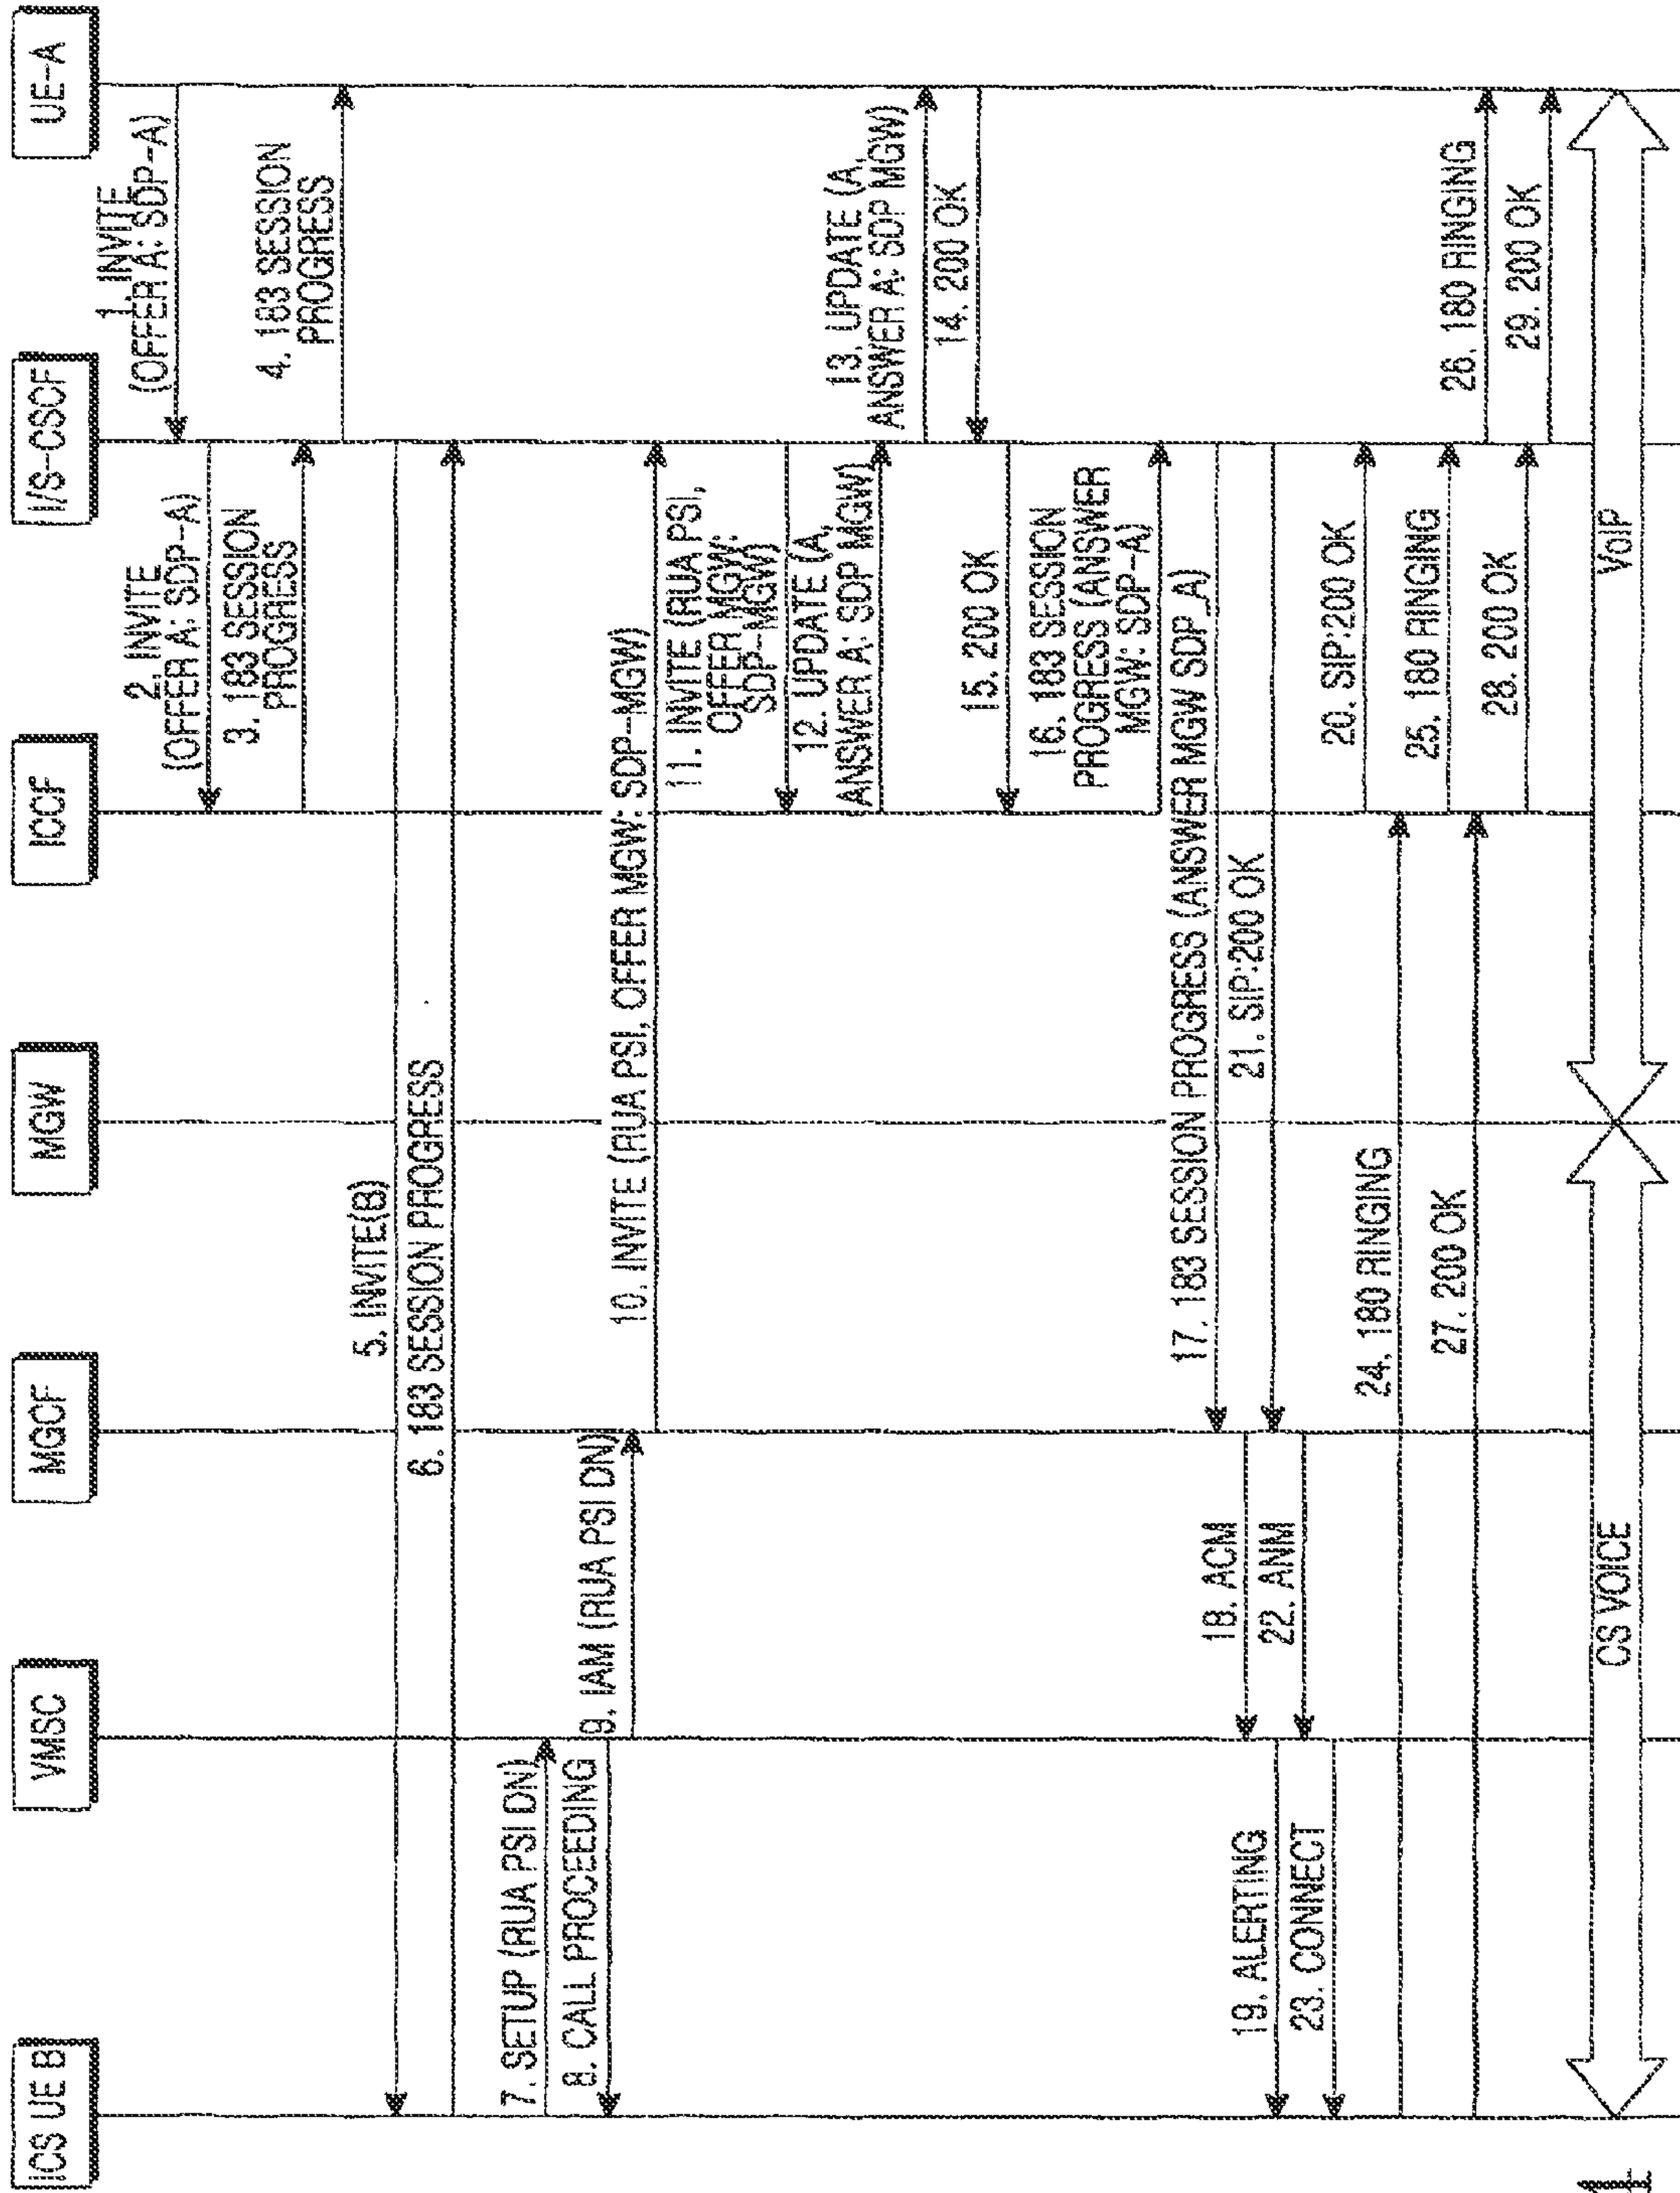 ICS UE B
VMSC
MGCF
MGW
ICCF
I/S-CSCF
UE-A
1. INVITE
(OFFER A: SDP-A)
2. INVITE
(OFFER A: SDP-A)
3. 183 SESSION
PROGRESS
4. 183 SESSION
PROGRESS
5. INVITE(B)
6. 183 SESSION PROGRESS
7. SETUP (RUA PSI DN)
8. CALL PROCEEDING
9. IAM (RUA PSI DN)
10. INVITE (RUA PSI, OFFER MGW: SDP-MGW)
11. INVITE (RUA PSI,
OFFER MGW:
SDP-MGW)
12. UPDATE (A,
ANSWER A: SDP MGW)
13. UPDATE (A,
ANSWER A: SDP MGW)
14. 200 OK
15. 200 OK
16. 183 SESSION
PROGRESS (ANSWER
MGW: SDP-A)
17. 183 SESSION PROGRESS (ANSWER MGW SDP_A)
18. ACM
19. ALERTING
20. SIP:200 OK
21. SIP:200 OK
22. ANM
23. CONNECT
24. 180 RINGING
25. 180 RINGING
26. 180 RINGING
27. 200 OK
28. 200 OK
29. 200 OK
CS VOICE
VoIP